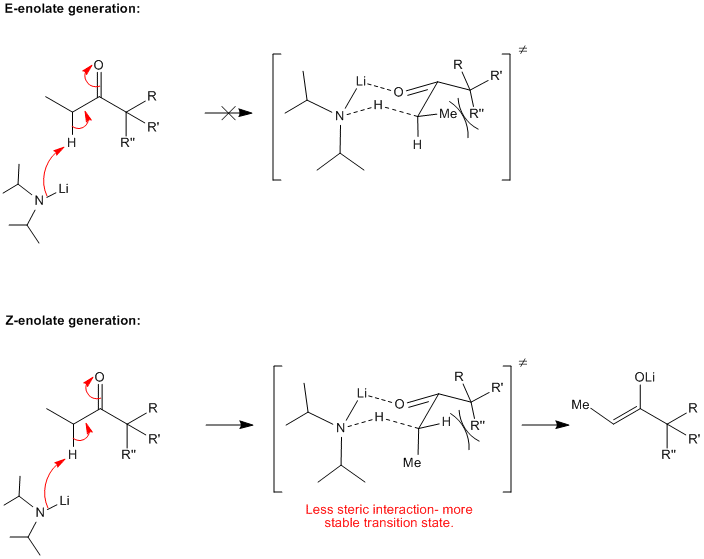 E-enolate generation:
O
R
R'
R"
H
N
Li
≠
Li
O
R
R'
R"
H
N
Me
H
Z-enolate generation:
O
R
R'
R"
H
N
Li
≠
Li
O
R
R'
R"
H
N
H
Me
OLi
Me
R
R'
R"
Less steric interaction- more
stable transition state.